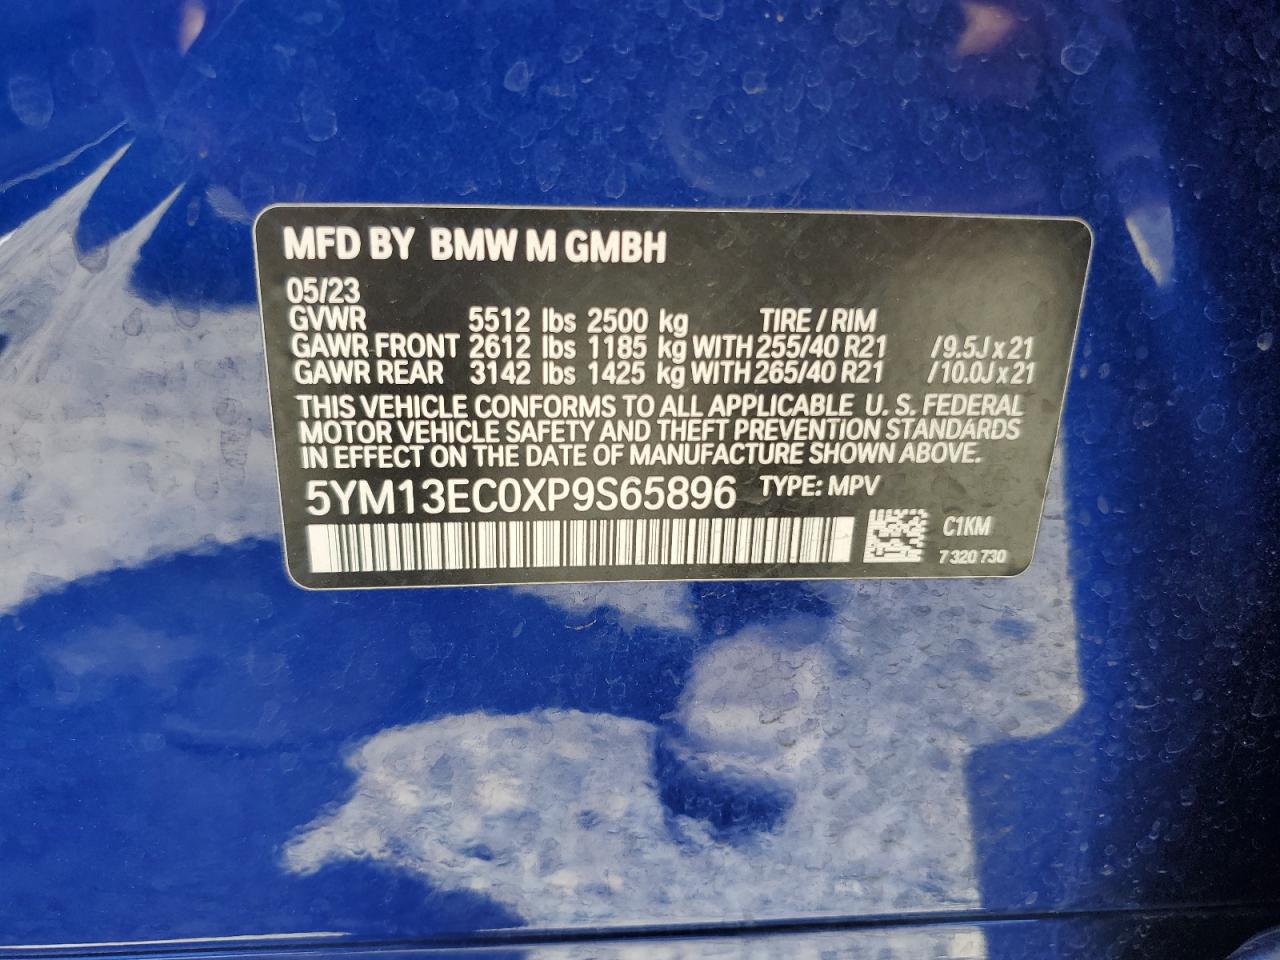 MFD BY BMW M GMBH
05/23
GVWR 5512 lbs 2500 kg TIRE / RIM
GAWR FRONT 2612 lbs 1185 kg WITH 255/40 R21 /9.5J x 21
GAWR REAR 3142 lbs 1425 kg WITH 265/40 R21 /10.0J x 21
THIS VEHICLE CONFORMS TO ALL APPLICABLE U. S. FEDERAL
MOTOR VEHICLE SAFETY AND THEFT PREVENTION STANDARDS
IN EFFECT ON THE DATE OF MANUFACTURE SHOWN ABOVE.
5YM13EC0XP9S65896 TYPE: MPV
C1KM
7 320 730